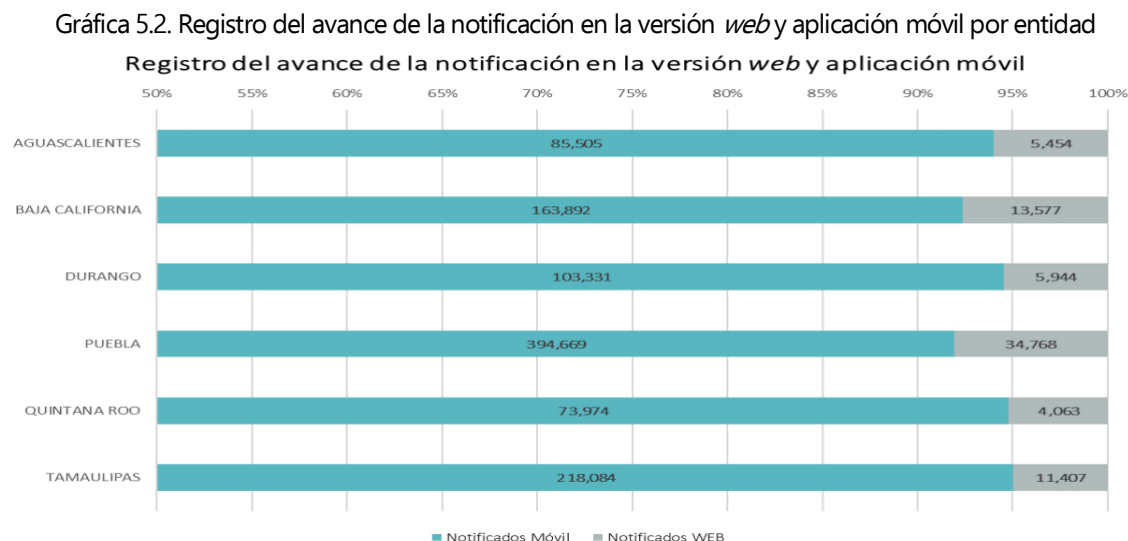 Gráfica 5.2. Registro del avance de la notificación en la versión web y aplicación móvil por entidad
Registro del avance de la notificación en la versión web y aplicación móvil
50% 55% 60% 65% 70% 75% 80% 85% 90% 95% 100%
AGUASCALIENTES 85,505 5,454
BAJA CALIFORNIA 163,892 13,577
DURANGO 103,331 5,944
PUEBLA 394,669 34,768
QUINTANA ROO 73,974 4,063
TAMAULIPAS 218,084 11,407
Notificados Móvil Notificados WEB